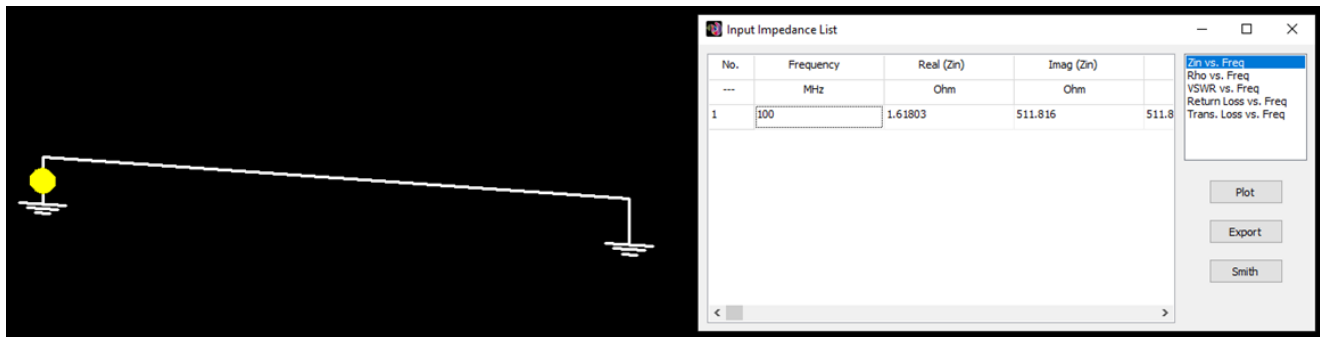 Input Impedance List
No. Frequency Real (Zin) Imag (Zin)
--- MHz Ohm Ohm
1 100 1.61803 511.816 511.8
Zin vs. Freq
Rho vs. Freq
VSWR vs. Freq
Return Loss vs. Freq
Trans. Loss vs. Freq
Plot
Export
Smith